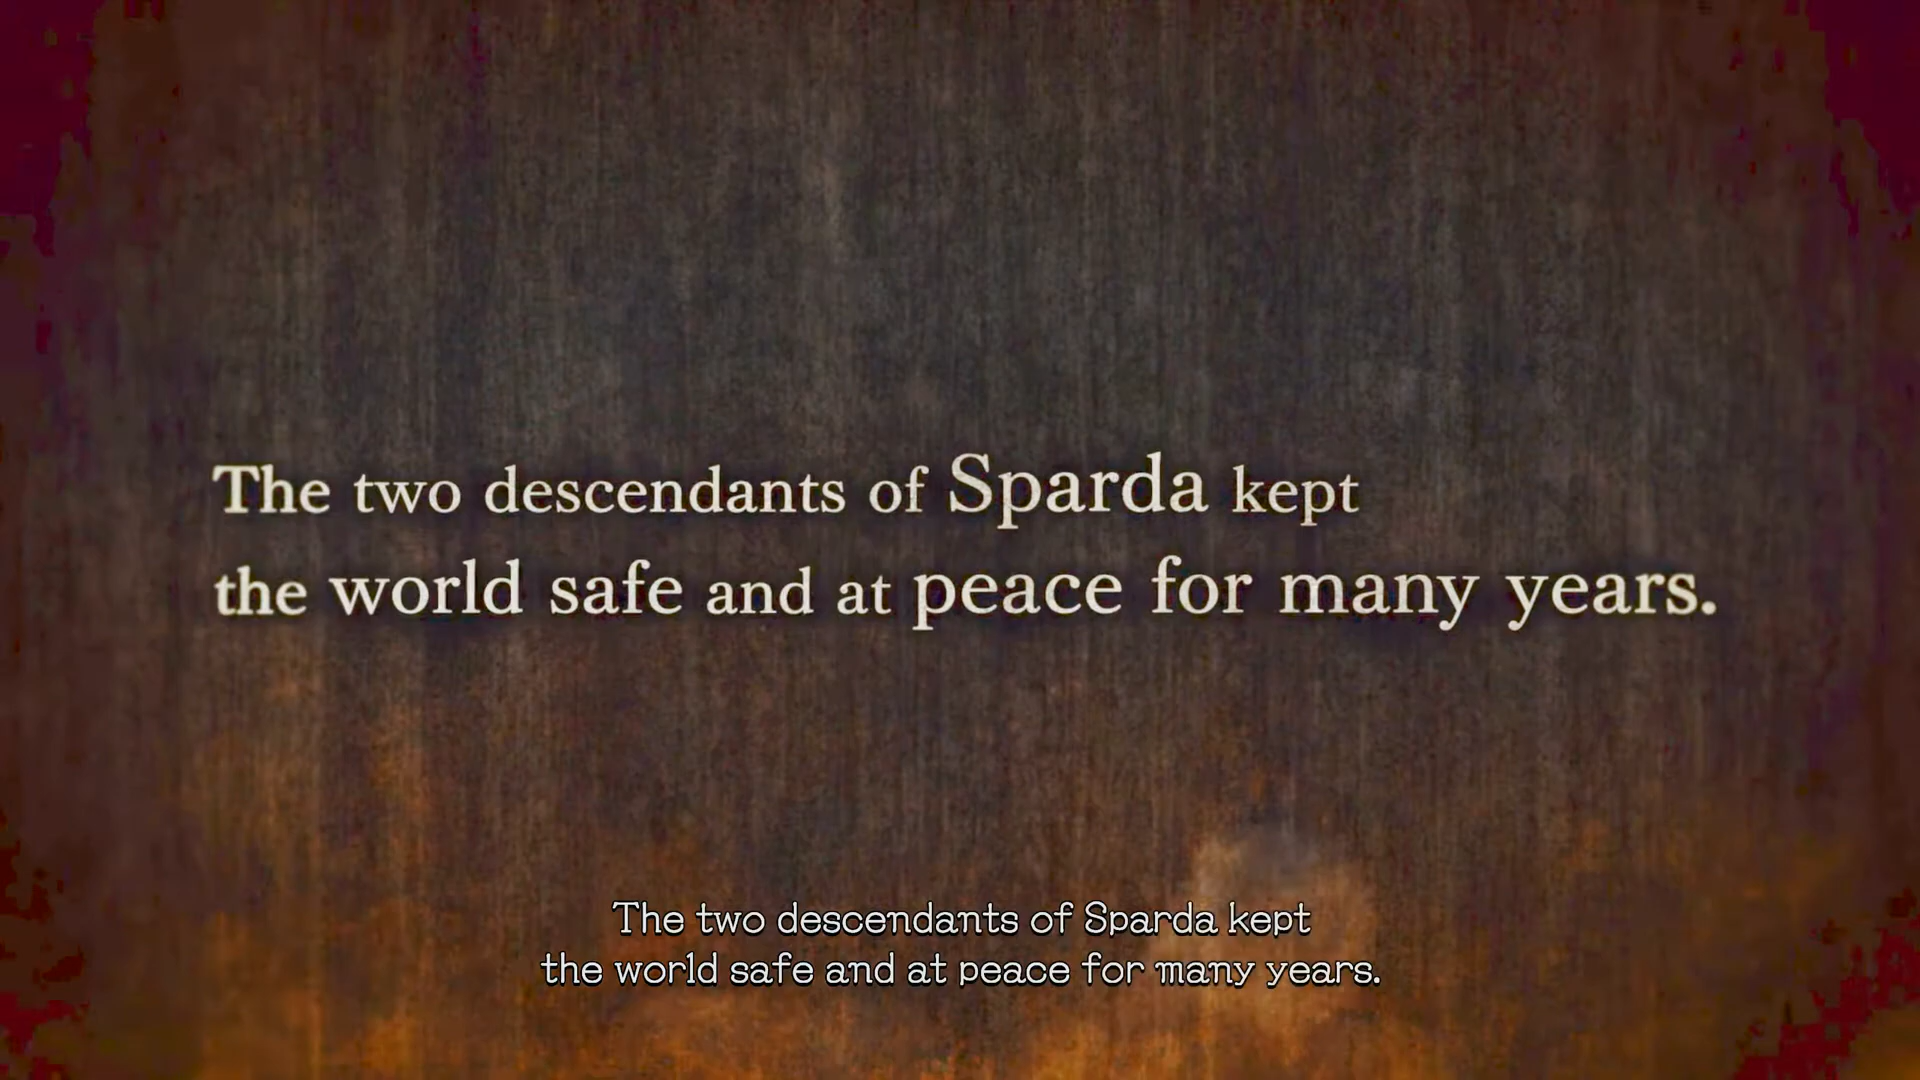 The two descendants of Sparda kept
the world safe and at peace for many years.
The two descendants of Sparda kept
the world safe and at peace for many years.